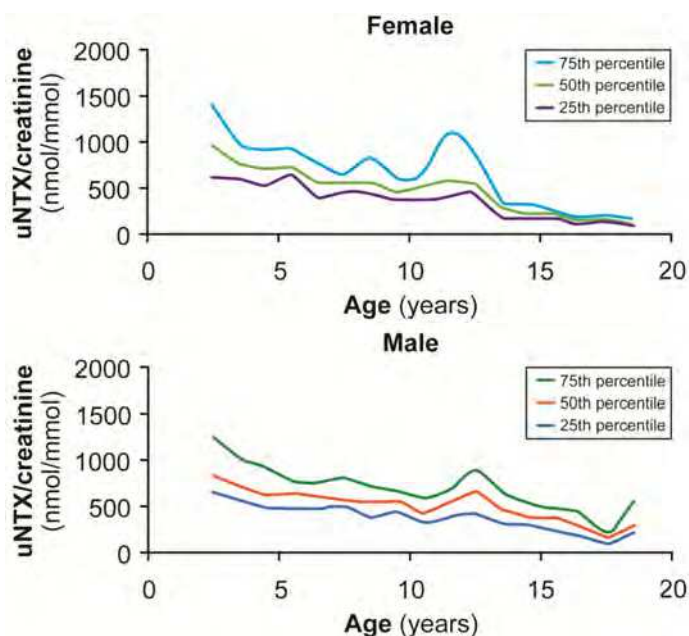 Female
2000
1500
1000
500
0
uNTX/creatinine
(nmol/mmol)
75th percentile
50th percentile
25th percentile
0 5 10 15 20
Age (years)
Male
2000
1500
1000
500
0
uNTX/creatinine
(nmol/mmol)
75th percentile
50th percentile
25th percentile
0 5 10 15 20
Age (years)